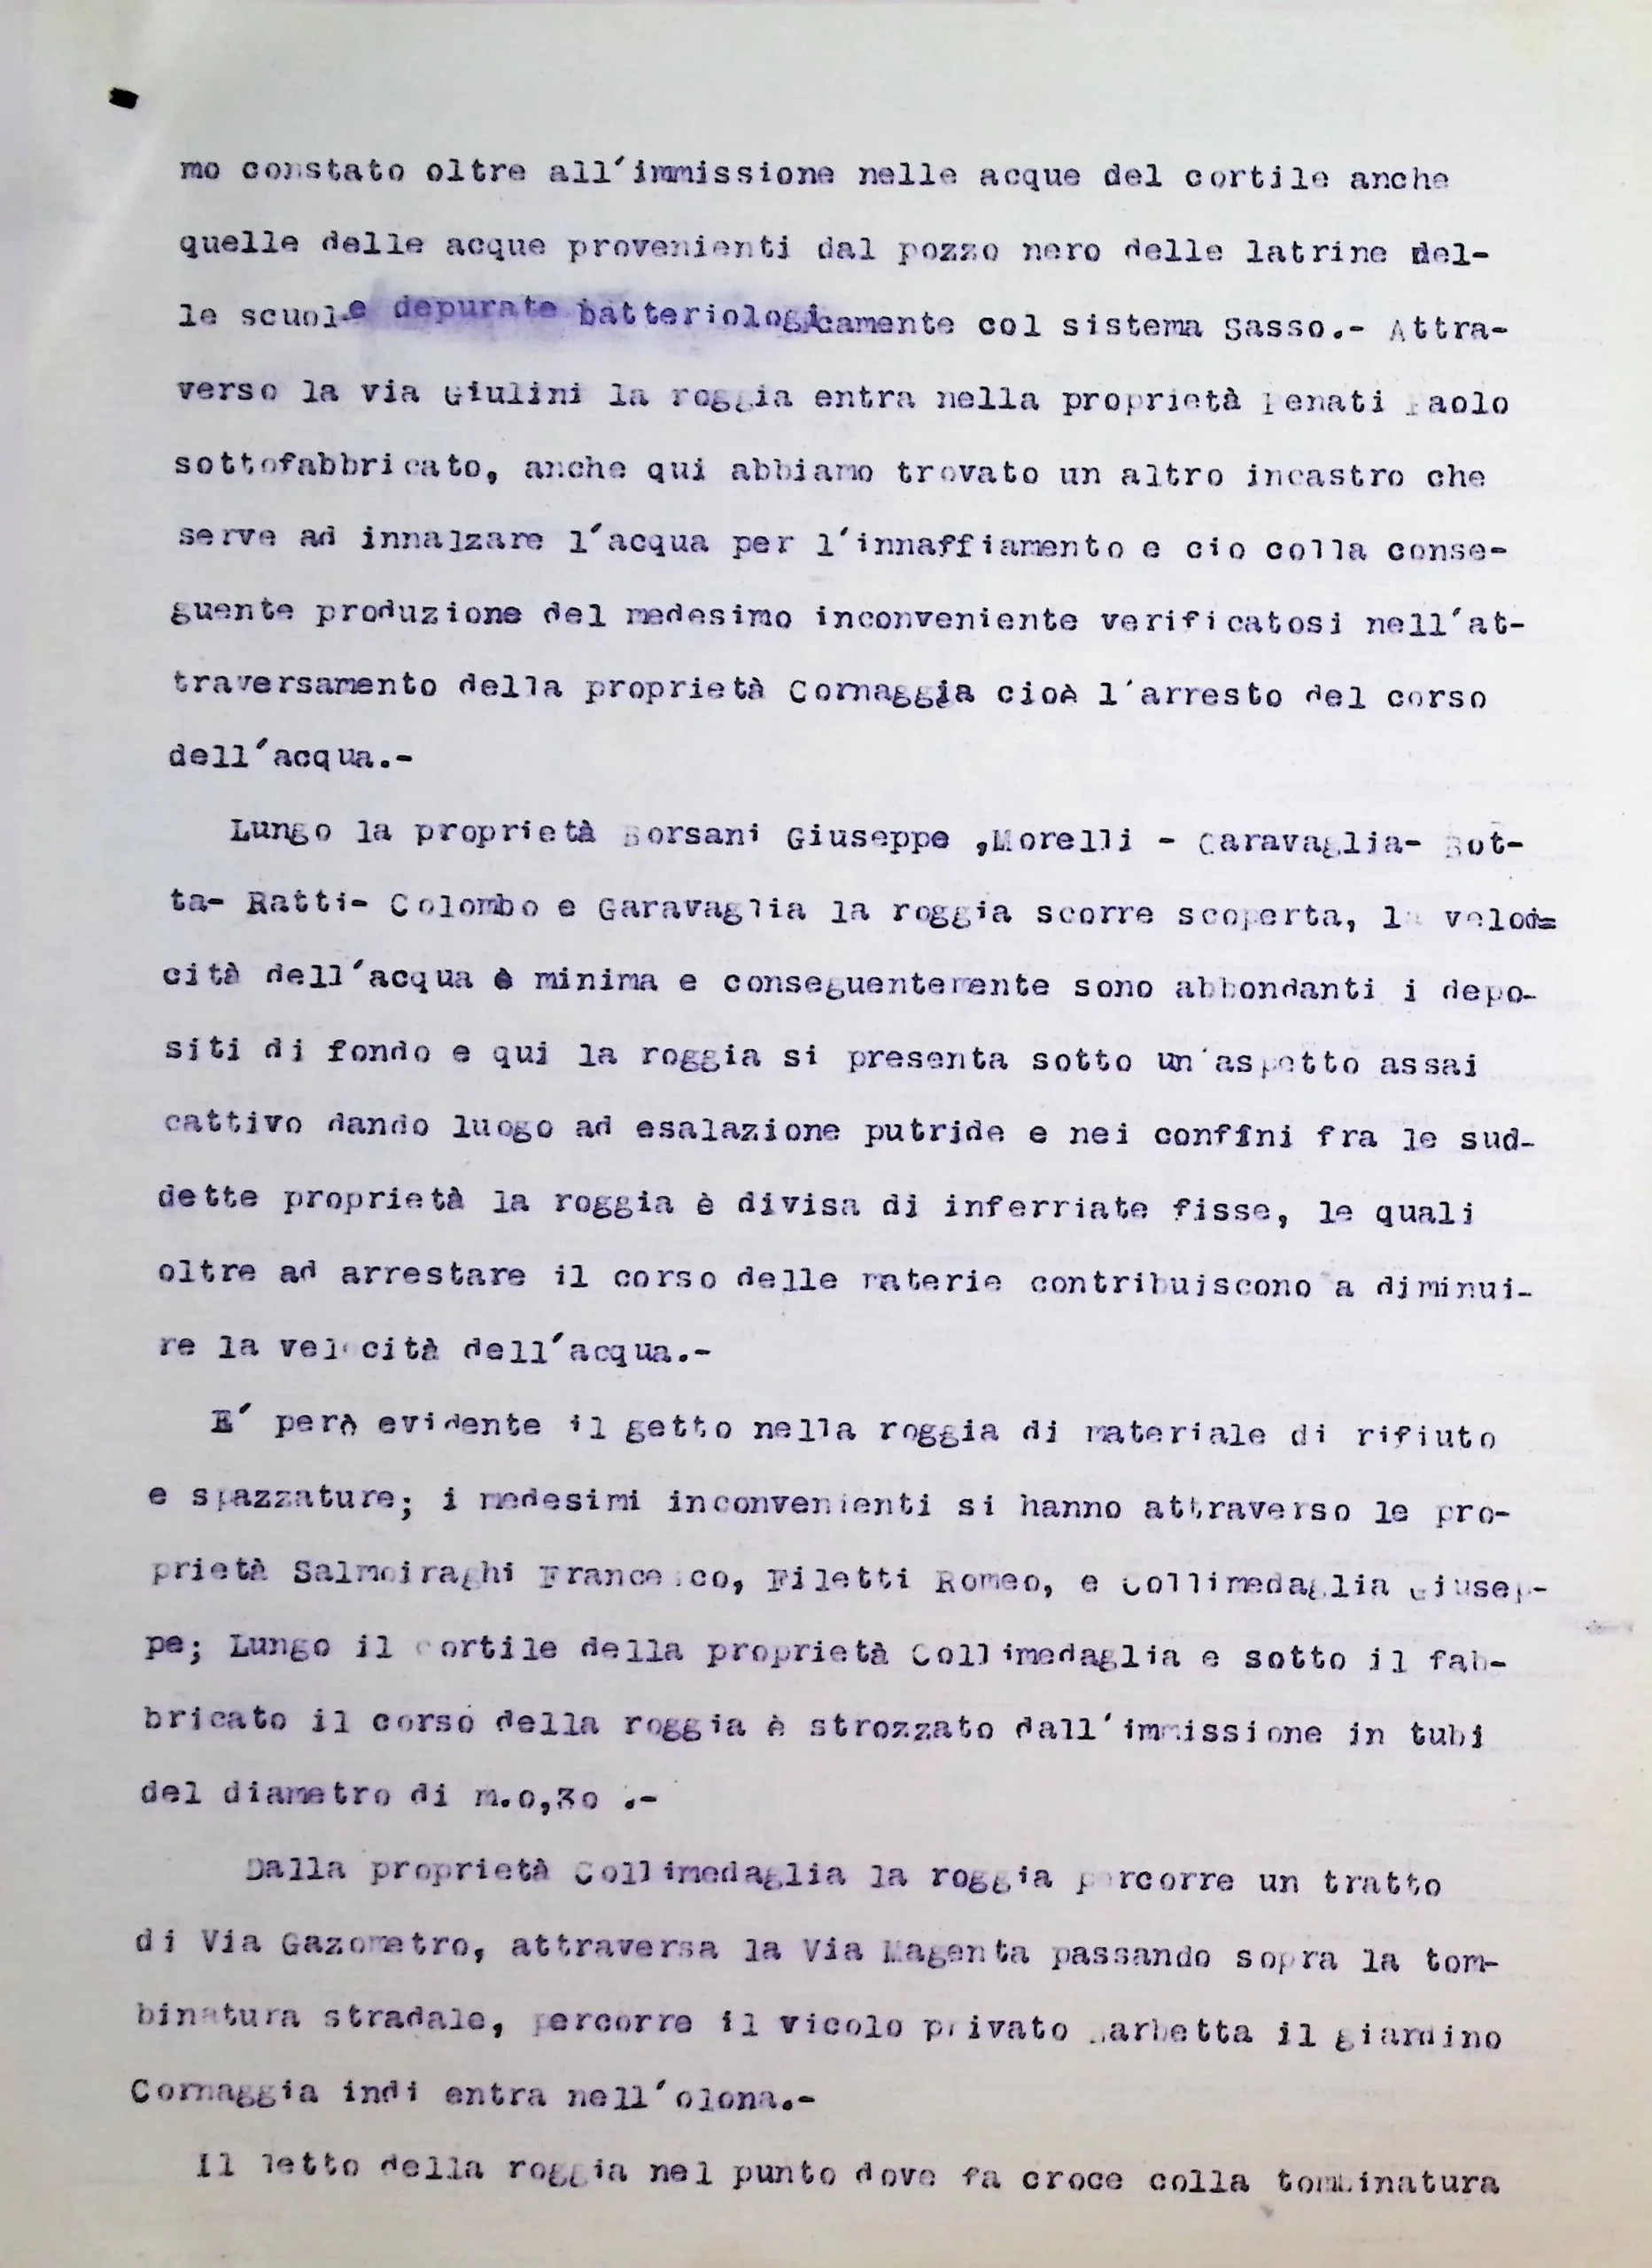 mo constato oltre all'immissione nelle acque del cortile anche
quelle delle acque provenienti dal pozzo nero delle latrine del-
le scuole depurate batteriologicamente col sistema Sasso.- Attra-
verso la via Giulini la roggia entra nella proprietà Penati Paolo
sottofabbricato, anche qui abbiamo trovato un altro incastro che
serve ad innalzare l'acqua per l'innaffiamento e cio colla conse-
guente produzione del medesimo inconveniente verificatosi nell'at-
traversamento della proprietà Cornaggia cioè l'arresto del corso
dell'acqua.-
Lungo la proprietà Borsani Giuseppe ,Morelli - Caravaglia- Bot-
ta- Ratti- Colombo e Garavaglia la roggia scorre scoperta, la velo=
cità dell'acqua è minima e conseguentemente sono abbondanti i depo-
siti di fondo e qui la roggia si presenta sotto un'aspetto assai
cattivo dando luogo ad esalazione putride e nei confini fra le sud-
dette proprietà la roggia è divisa di inferriate fisse, le quali
oltre ad arrestare il corso delle materie contribuiscono a diminui-
re la velocità dell'acqua.-
E' però evidente il getto nella roggia di materiale di rifiuto
e spazzature; i medesimi inconvenienti si hanno attraverso le pro-
prietà Salmoiraghi Francesco, Filetti Romeo, e Collimedaglia Giusep-
pe; Lungo il cortile della proprietà Collimedaglia e sotto il fab-
bricato il corso della roggia è strozzato dall'immissione in tubi
del diametro di m.0,30 .-
Dalla proprietà Collimedaglia la roggia percorre un tratto
di Via Gazometro, attraversa la Via Magenta passando sopra la tom-
binatura stradale, percorre il vicolo privato Barbetta il giardino
Cornaggia indi entra nell'olona.-
Il letto della roggia nel punto dove fa croce colla tombinatura